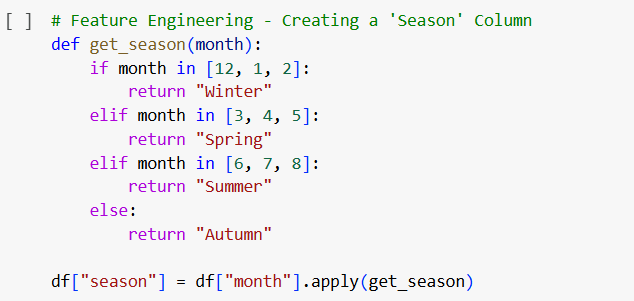 [ ] # Feature Engineering - Creating a 'Season' Column
def get_season(month):
    if month in [12, 1, 2]:
        return "Winter"
    elif month in [3, 4, 5]:
        return "Spring"
    elif month in [6, 7, 8]:
        return "Summer"
    else:
        return "Autumn"

df["season"] = df["month"].apply(get_season)